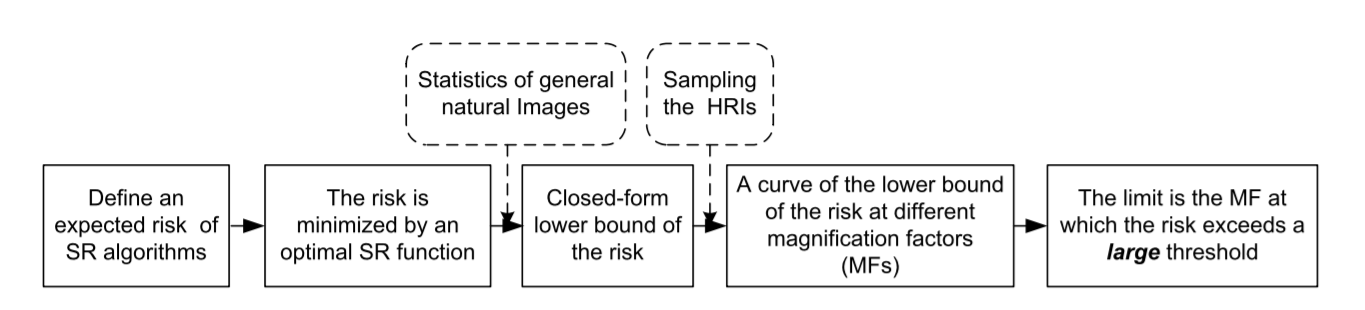 Statistics of general
natural Images
Sampling
the HRIs
Define an
expected risk of
SR algorithms
The risk is
minimized by an
optimal SR function
Closed-form
lower bound of
the risk
A curve of the lower bound
of the risk at different
magnification factors
(MFs)
The limit is the MF at
which the risk exceeds a
large threshold